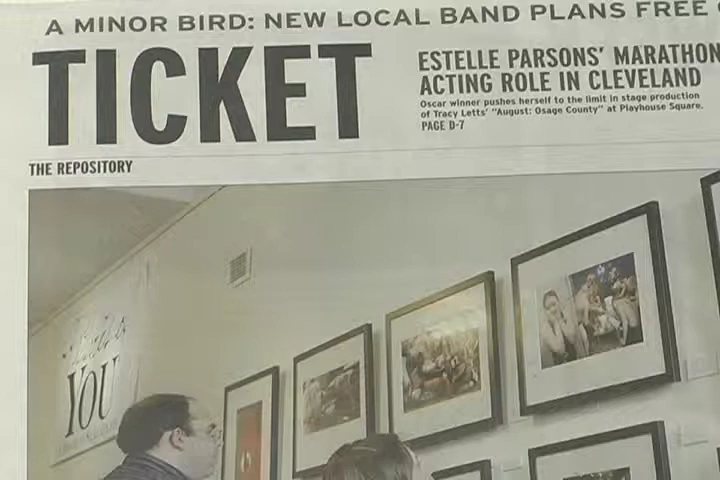 A MINOR BIRD: NEW LOCAL BAND PLANS FREE
TICKET
ESTELLE PARSONS' MARATHON
ACTING ROLE IN CLEVELAND
Oscar winner pushes herself to the limit in stage production
of Tracy Letts' "August: Osage County" at Playhouse Square.
PAGE D-7
THE REPOSITORY
YOU